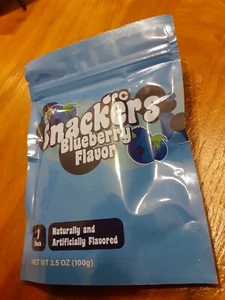 Snackers
Blueberry
Flavor
Naturally and
Artificially Flavored
NET WT 3.5 OZ (100g)